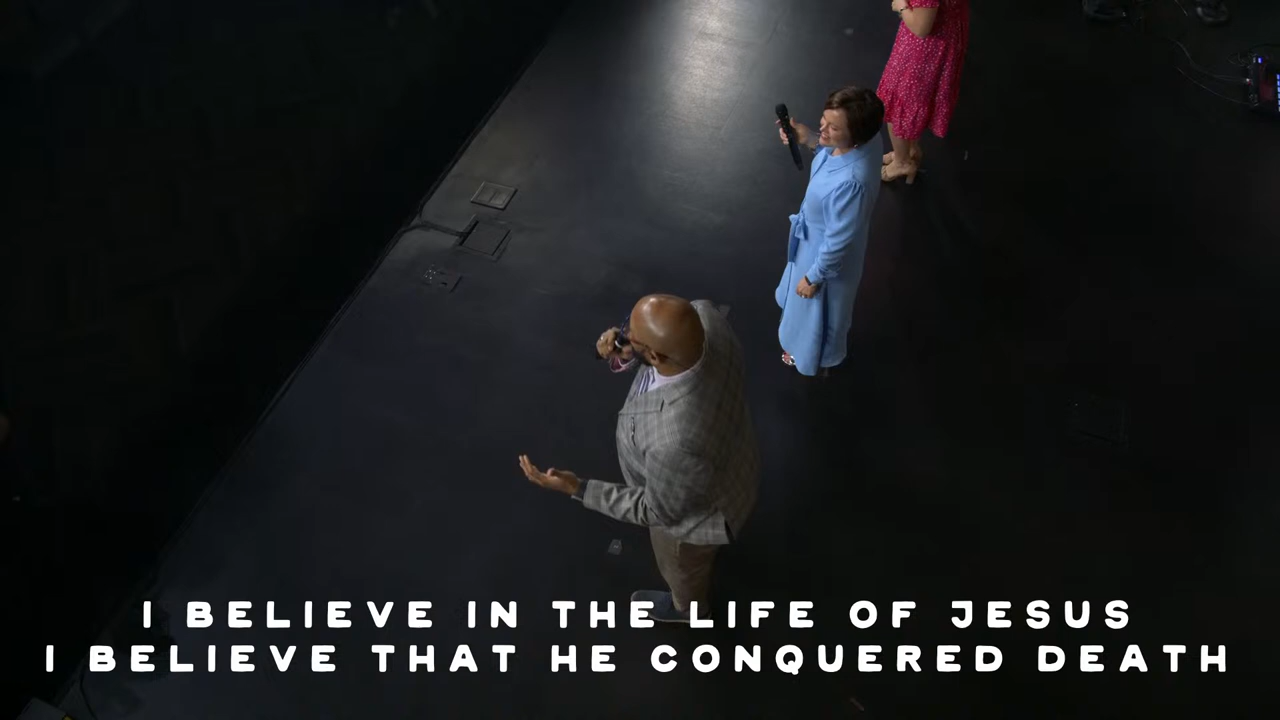 I BELIEVE IN THE LIFE OF JESUS
I BELIEVE THAT HE CONQUERED DEATH